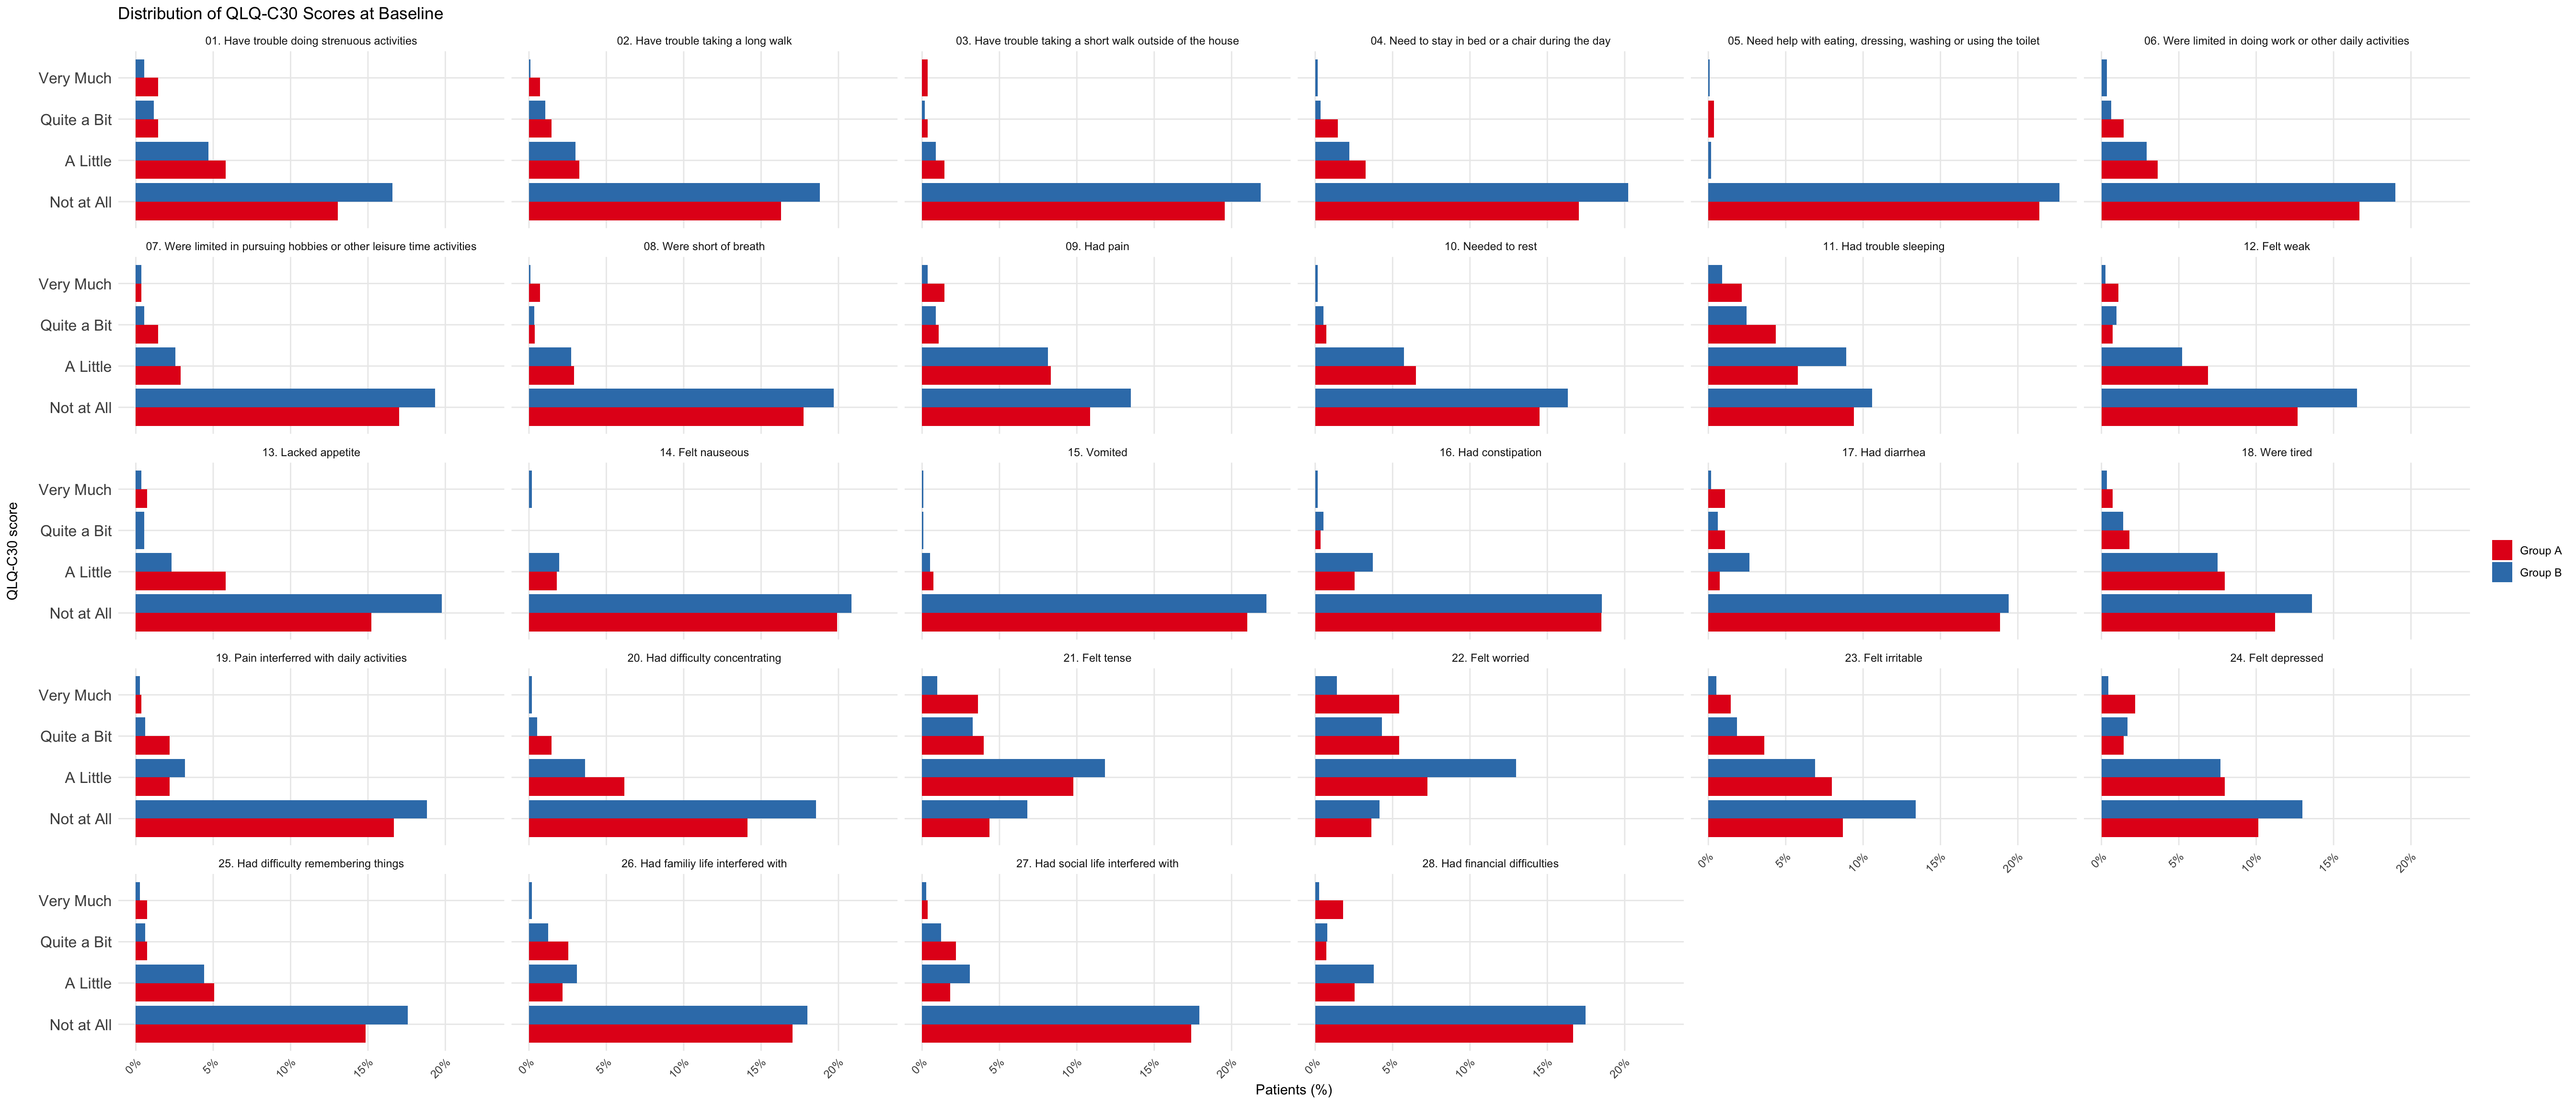 Distribution of QLQ-C30 Scores at Baseline
01. Have trouble doing strenuous activities
02. Have trouble taking a long walk
03. Have trouble taking a short walk outside of the house
04. Need to stay in bed or a chair during the day
05. Need help with eating, dressing, washing or using the toilet
06. Were limited in doing work or other daily activities
Very Much
Quite a Bit
A Little
Not at All
07. Were limited in pursuing hobbies or other leisure time activities
08. Were short of breath
09. Had pain
10. Needed to rest
11. Had trouble sleeping
12. Felt weak
Very Much
Quite a Bit
A Little
Not at All
13. Lacked appetite
14. Felt nauseous
15. Vomited
16. Had constipation
17. Had diarrhea
18. Were tired
Very Much
Quite a Bit
A Little
Not at All
QLQ-C30 score
Group A
Group B
19. Pain interferred with daily activities
20. Had difficulty concentrating
21. Felt tense
22. Felt worried
23. Felt irritable
24. Felt depressed
Very Much
Quite a Bit
A Little
Not at All
0% 5% 10% 15% 20%
0% 5% 10% 15% 20%
25. Had difficulty remembering things
26. Had familiy life interfered with
27. Had social life interfered with
28. Had financial difficulties
Very Much
Quite a Bit
A Little
Not at All
0% 5% 10% 15% 20%
0% 5% 10% 15% 20%
0% 5% 10% 15% 20%
0% 5% 10% 15% 20%
Patients (%)